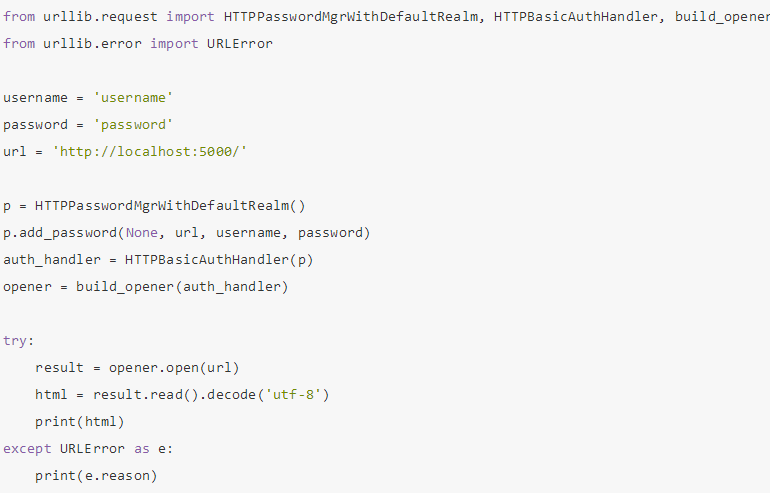 from urllib.request import HTTPPasswordMgrWithDefaultRealm, HTTPBasicAuthHandler, build_opener
from urllib.error import URLError
username = 'username'
password = 'password'
url = 'http://localhost:5000/'
p = HTTPPasswordMgrWithDefaultRealm()
p.add_password(None, url, username, password)
auth_handler = HTTPBasicAuthHandler(p)
opener = build_opener(auth_handler)
try:
    result = opener.open(url)
    html = result.read().decode('utf-8')
    print(html)
except URLError as e:
    print(e.reason)